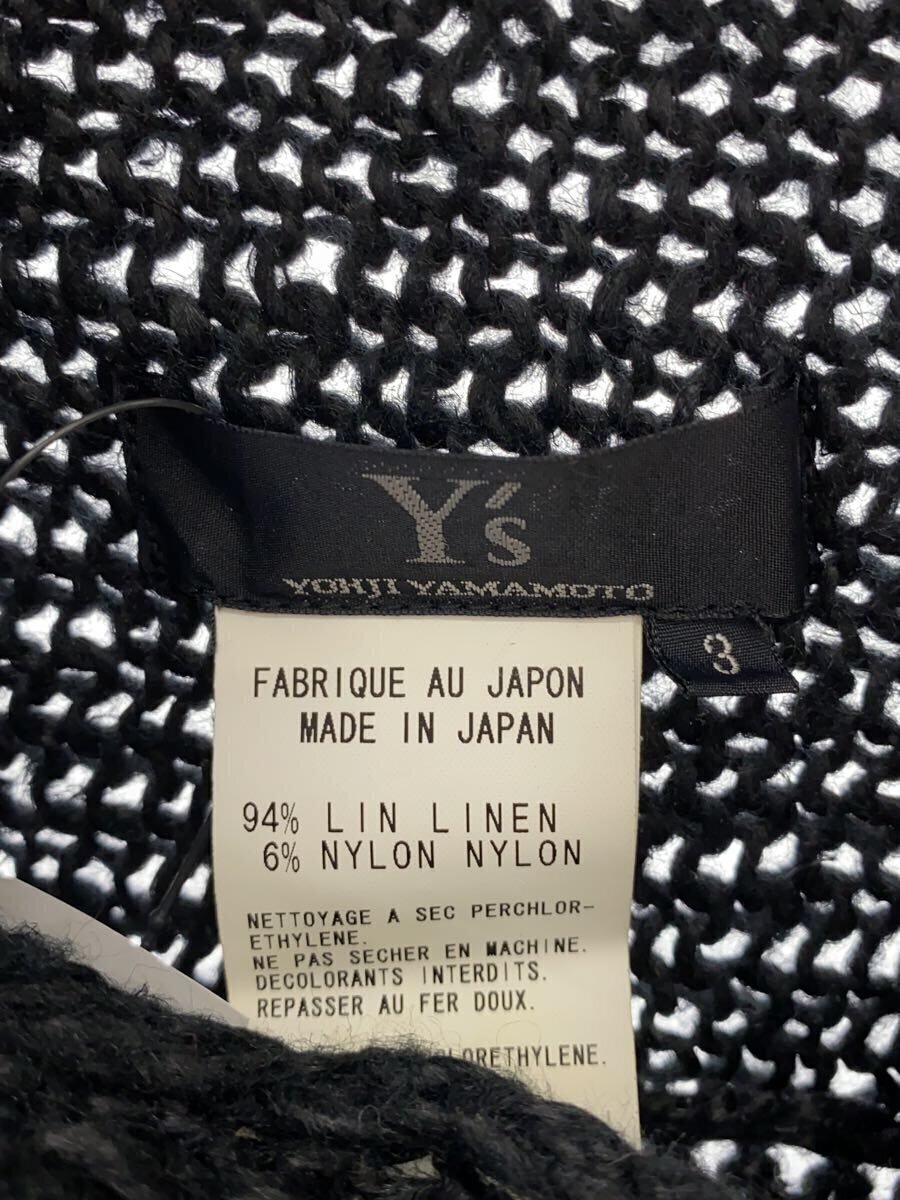 Y's
YOHJI YAMAMOTO
3
FABRIQUE AU JAPON
MADE IN JAPAN
94% LIN LINEN
6% NYLON NYLON
NETTOYAGE A SEC PERCHLOR-
ETHYLENE.
NE PAS SECHER EN MACHINE.
DECOLORANTS INTERDITS.
REPASSER AU FER DOUX.